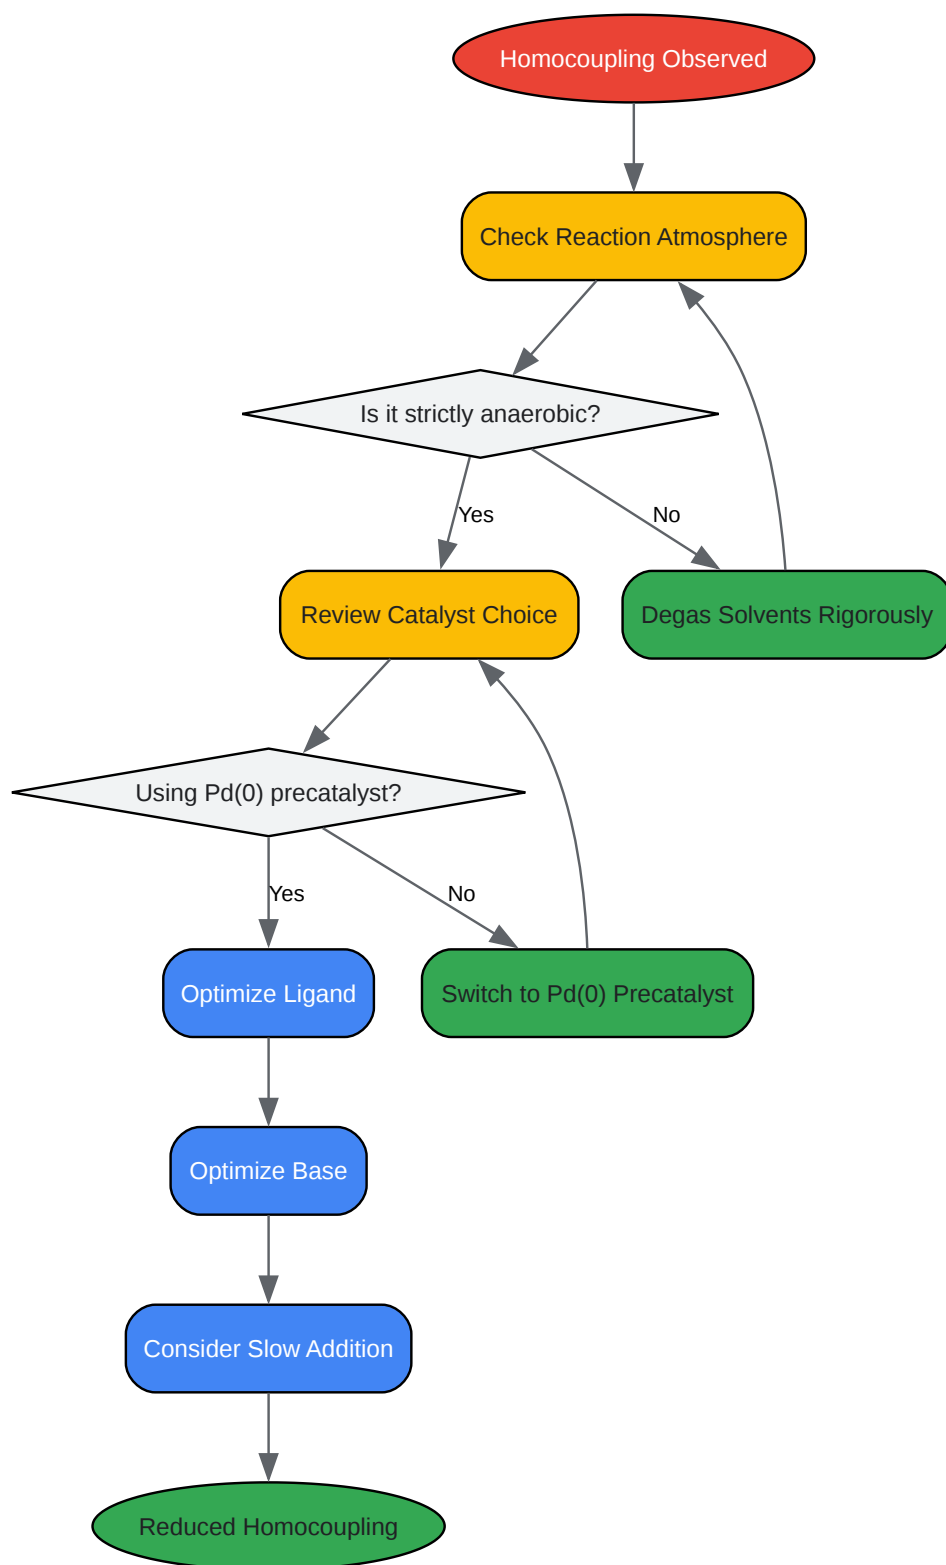 Homocoupling Observed
Check Reaction Atmosphere
Is it strictly anaerobic?
Yes
No
Review Catalyst Choice
Degas Solvents Rigorously
Using Pd(0) precatalyst?
Yes
No
Optimize Ligand
Switch to Pd(0) Precatalyst
Optimize Base
Consider Slow Addition
Reduced Homocoupling